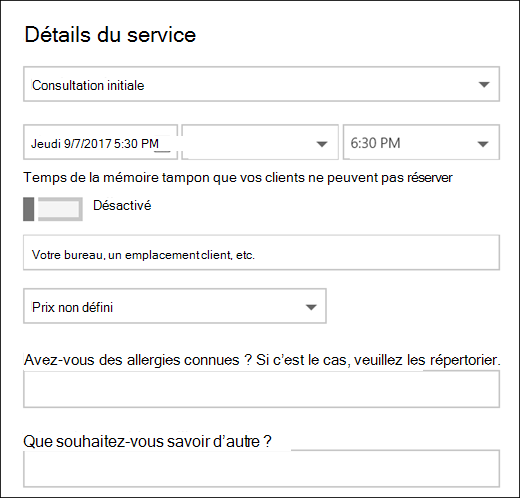 Détails du service
Consultation initiale
Jeudi 9/7/2017 5:30 PM 6:30 PM
Temps de la mémoire tampon que vos clients ne peuvent pas réserver
Désactivé
Votre bureau, un emplacement client, etc.
Prix non défini
Avez-vous des allergies connues ? Si c’est le cas, veuillez les répertorier.
Que souhaitez-vous savoir d’autre ?